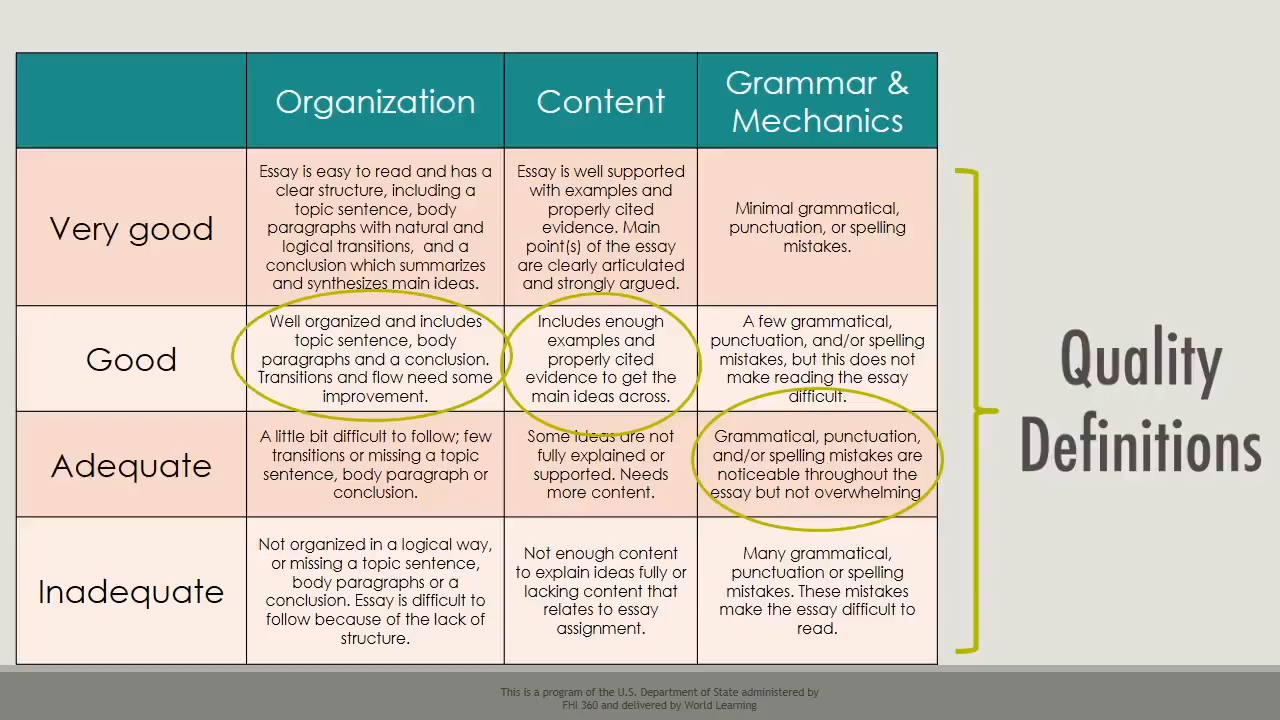 Organization
Content
Grammar &
Mechanics
Very good
Essay is easy to read and has a
clear structure, including a
topic sentence, body
paragraphs with natural and
logical transitions, and a
conclusion which summarizes
and synthesizes main ideas.
Essay is well supported
with examples and
properly cited
evidence. Main
point(s) of the essay
are clearly articulated
and strongly argued.
Minimal grammatical,
punctuation, or spelling
mistakes.
Good
Well organized and includes
topic sentence, body
paragraphs and a conclusion.
Transitions and flow need some
improvement.
Includes enough
examples and
properly cited
evidence to get the
main ideas across.
A few grammatical,
punctuation, and/or spelling
mistakes, but this does not
make reading the essay
difficult.
Adequate
A little bit difficult to follow; few
transitions or missing a topic
sentence, body paragraph or
conclusion.
Some ideas are not
fully explained or
supported. Needs
more content.
Grammatical, punctuation,
and/or spelling mistakes are
noticeable throughout the
essay but not overwhelming
Inadequate
Not organized in a logical way,
or missing a topic sentence,
body paragraphs or a
conclusion. Essay is difficult to
follow because of the lack of
structure.
Not enough content
to explain ideas fully or
lacking content that
relates to essay
assignment.
Many grammatical,
punctuation or spelling
mistakes. These mistakes
make the essay difficult to
read.
Quality
Definitions
This is a program of the U.S. Department of State administered by
FHI 360 and delivered by World Learning